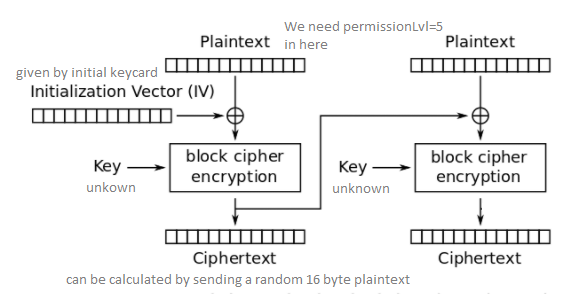 We need permissionLvl=5
in here
Plaintext
Plaintext
given by initial keycard
Initialization Vector (IV)
block cipher
encryption
Key
unkown
block cipher
encryption
Key
unknown
Ciphertext
Ciphertext
can be calculated by sending a random 16 byte plaintext